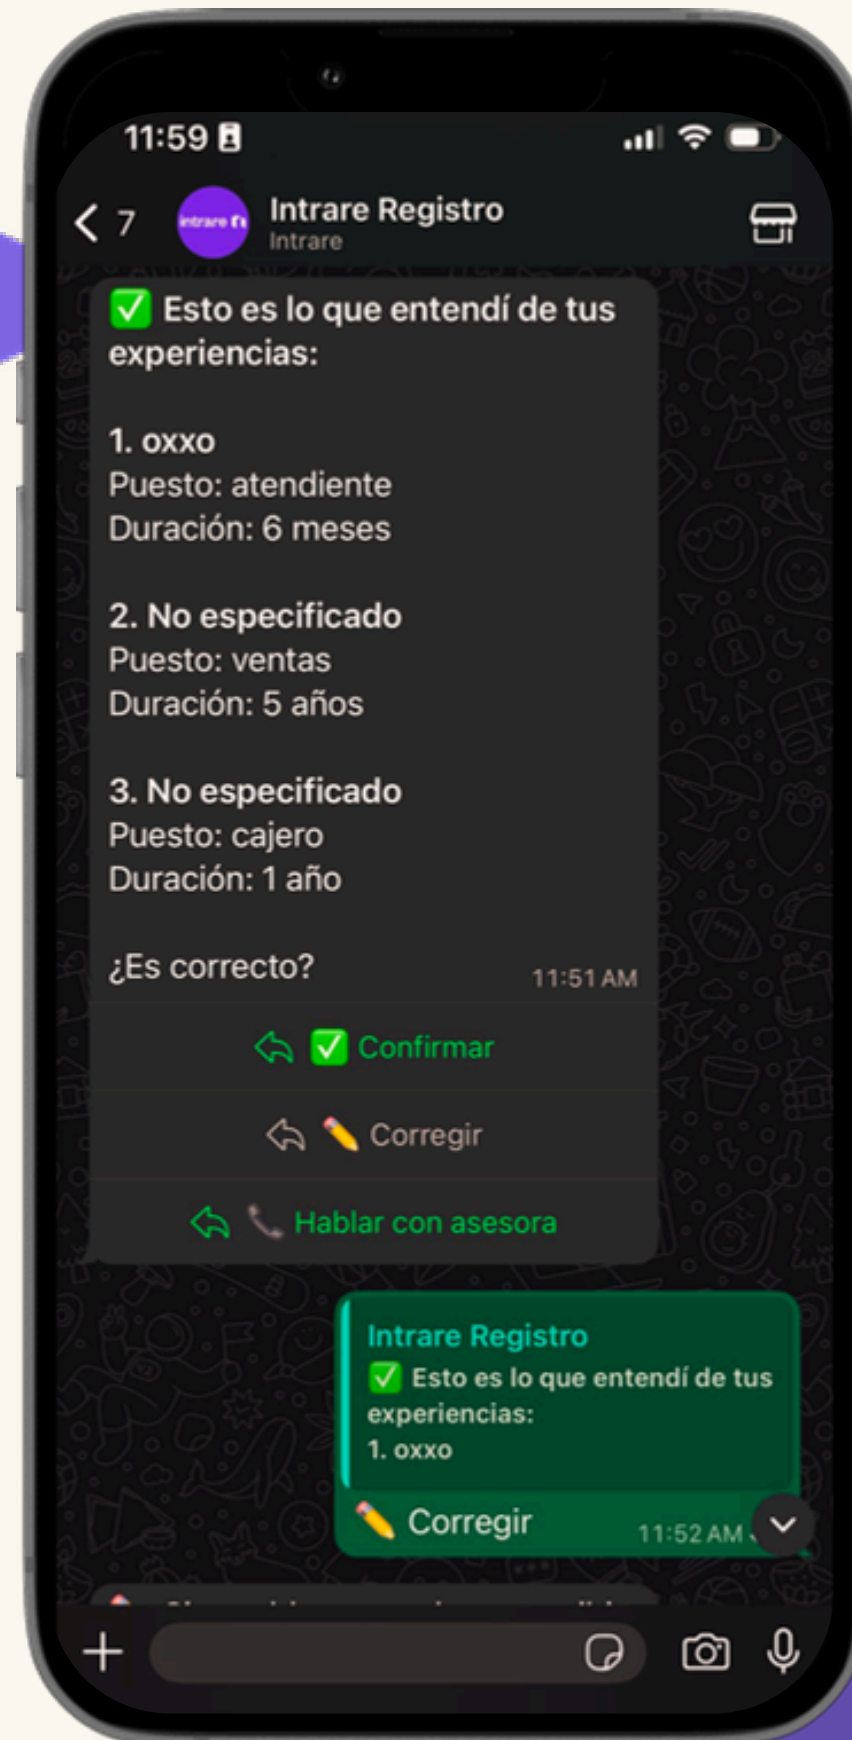 11:59
7
intrare
Intrare Registro
Intrare
✅ Esto es lo que entendí de tus
experiencias:
1. oxxo
Puesto: atendiente
Duración: 6 meses
2. No especificado
Puesto: ventas
Duración: 5 años
3. No especificado
Puesto: cajero
Duración: 1 año
¿Es correcto?
11:51 AM
✅ Confirmar
✏️ Corregir
📞 Hablar con asesora
Intrare Registro
✅ Esto es lo que entendí de tus
experiencias:
1. oxxo
✏️ Corregir
11:52 AM